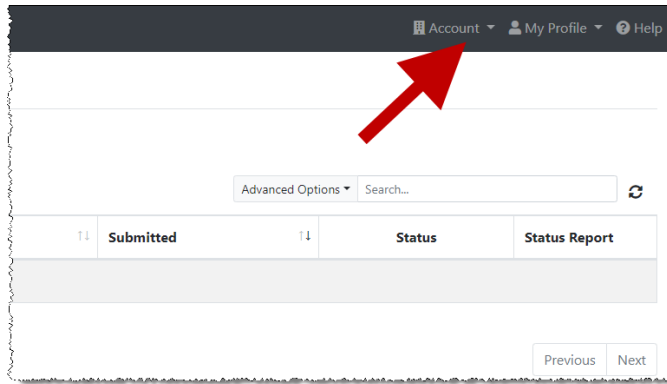 Account My Profile Help
Advanced Options Search...
Submitted Status Status Report
Previous Next